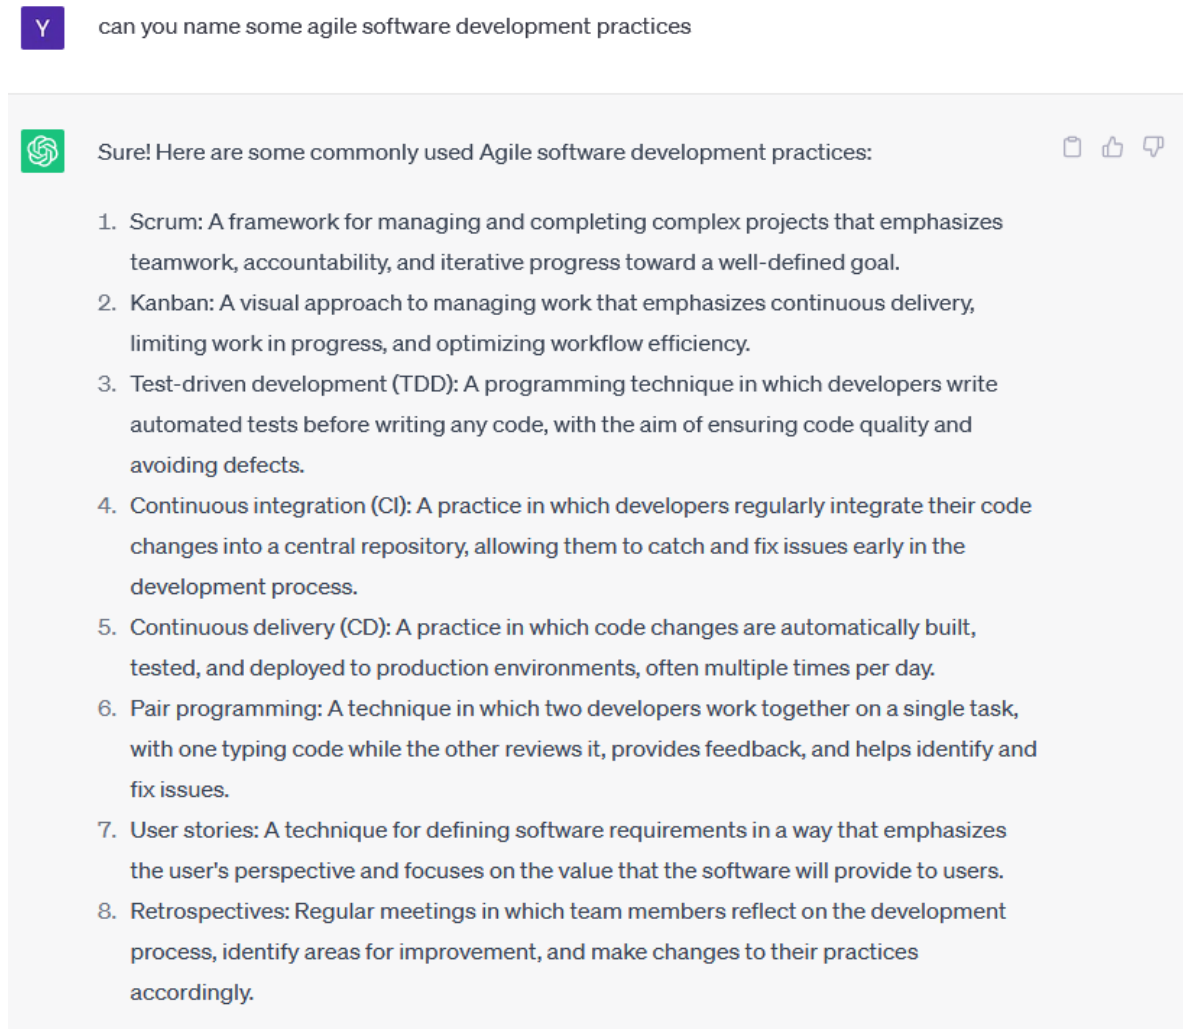 Y
can you name some agile software development practices
Sure! Here are some commonly used Agile software development practices:
1. Scrum: A framework for managing and completing complex projects that emphasizes
teamwork, accountability, and iterative progress toward a well-defined goal.
2. Kanban: A visual approach to managing work that emphasizes continuous delivery,
limiting work in progress, and optimizing workflow efficiency.
3. Test-driven development (TDD): A programming technique in which developers write
automated tests before writing any code, with the aim of ensuring code quality and
avoiding defects.
4. Continuous integration (CI): A practice in which developers regularly integrate their code
changes into a central repository, allowing them to catch and fix issues early in the
development process.
5. Continuous delivery (CD): A practice in which code changes are automatically built,
tested, and deployed to production environments, often multiple times per day.
6. Pair programming: A technique in which two developers work together on a single task,
with one typing code while the other reviews it, provides feedback, and helps identify and
fix issues.
7. User stories: A technique for defining software requirements in a way that emphasizes
the user's perspective and focuses on the value that the software will provide to users.
8. Retrospectives: Regular meetings in which team members reflect on the development
process, identify areas for improvement, and make changes to their practices
accordingly.